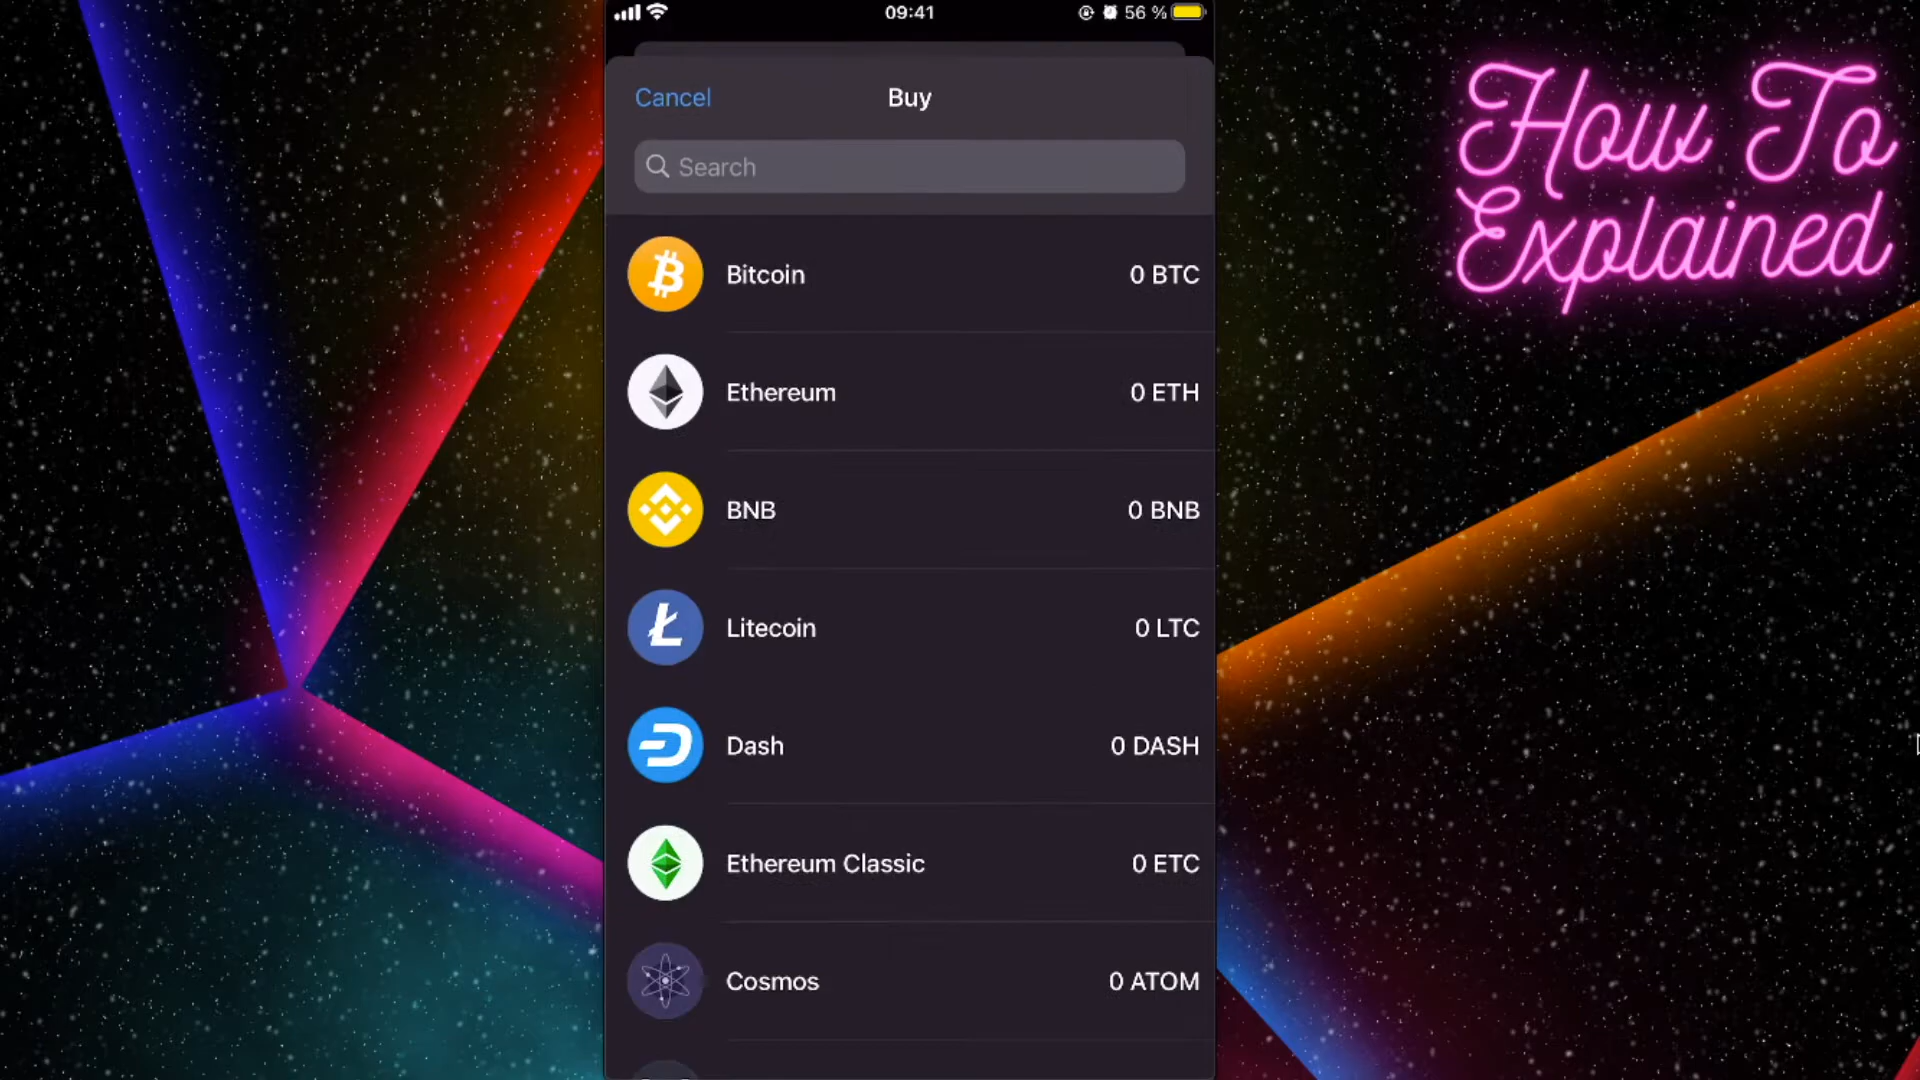 09:41
56 %
Cancel
Buy
Search
Bitcoin 0 BTC
Ethereum 0 ETH
BNB 0 BNB
Litecoin 0 LTC
Dash 0 DASH
Ethereum Classic 0 ETC
Cosmos 0 ATOM
How To
Explained